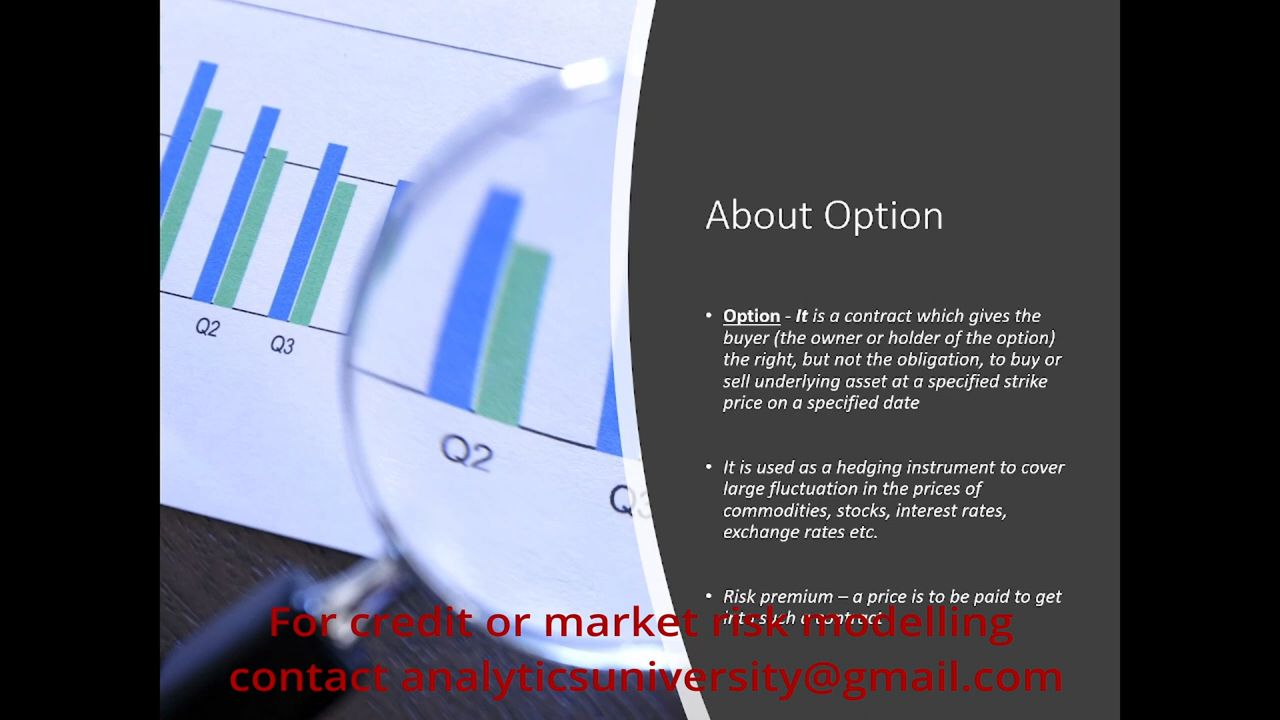 About Option
• Option - It is a contract which gives the
buyer (the owner or holder of the option)
the right, but not the obligation, to buy or
sell underlying asset at a specified strike
price on a specified date
• It is used as a hedging instrument to cover
large fluctuation in the prices of
commodities, stocks, interest rates,
exchange rates etc.
• Risk premium – a price is to be paid to get
into such a contract
For credit or market risk modelling
contact analyticsuniversity@gmail.com
Q2
Q3
Q2
Q3